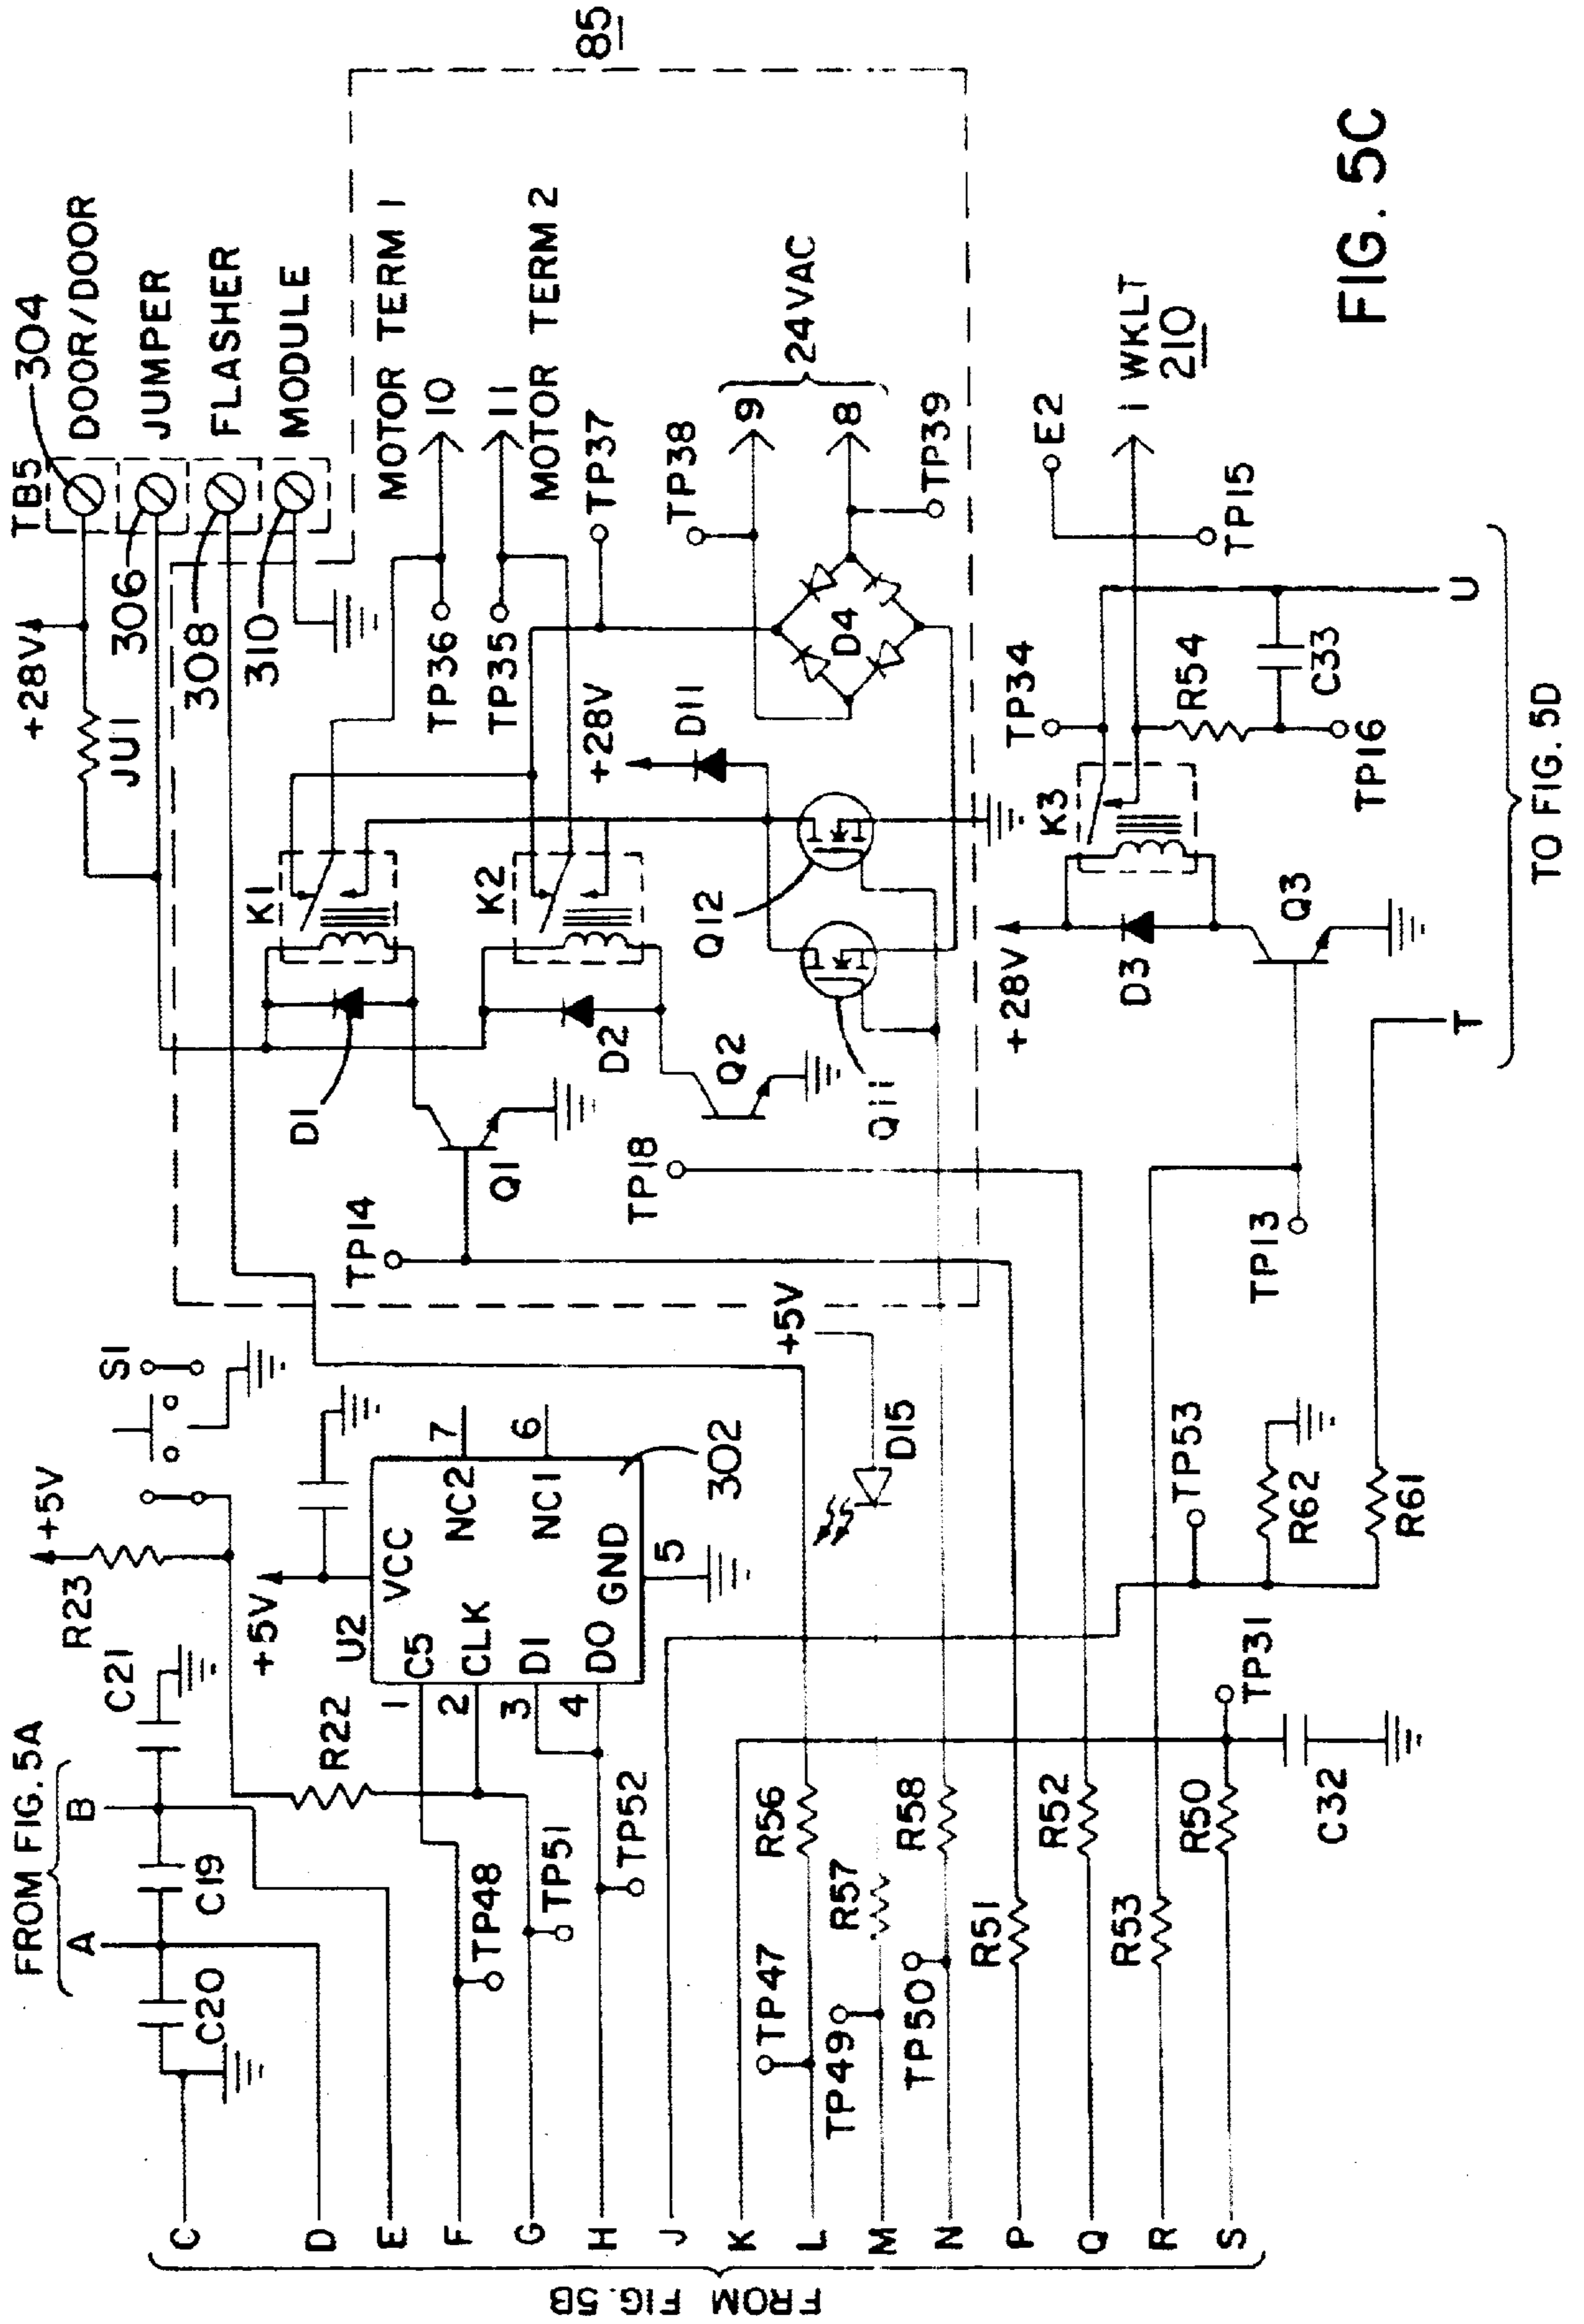 TB5
304
+28V
DOOR/DOOR
JU1
306
JUMPER
308
FLASHER
310
MODULE
85
FROM FIG. 5A
A
B
C20
C19
C21
R23
+5V
S1
R22
+5V
U2
VCC
C5
CLK
DI
DO
GND
NC2
NC1
1
2
3
4
5
7
6
302
TP48
TP51
TP52
K1
D1
Q1
TP14
MOTOR TERM 1
10
TP36
11
TP35
MOTOR TERM 2
K2
D2
Q2
TP18
TP37
+28V
D11
TP38
9
24VAC
8
D4
TP39
Q12
Q11
+5V
D15
TP47
R56
TP49
R57
TP50
R58
R51
R52
R53
R50
TP31
C32
TP53
R62
R61
TP13
+28V
D3
Q3
K3
TP34
E2
1 WKLT
210
TP15
R54
C33
TP16
T
U
TO FIG. 5D
FROM FIG. 5B
C
D
E
F
G
H
J
K
L
M
N
P
Q
R
S
FIG. 5C